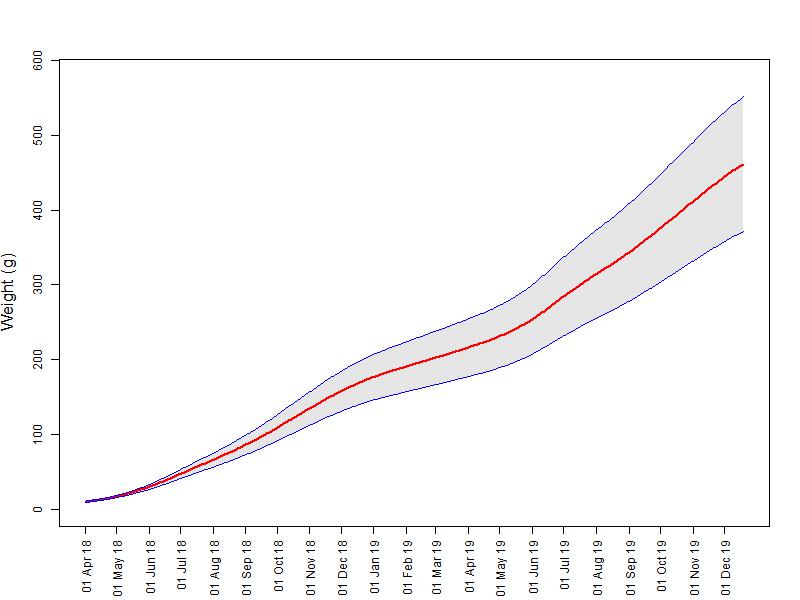 Weight (g)
600
500
400
300
200
100
0
01 Apr 18
01 May 18
01 Jun 18
01 Jul 18
01 Aug 18
01 Sep 18
01 Oct 18
01 Nov 18
01 Dec 18
01 Jan 19
01 Feb 19
01 Mar 19
01 Apr 19
01 May 19
01 Jun 19
01 Jul 19
01 Aug 19
01 Sep 19
01 Oct 19
01 Nov 19
01 Dec 19